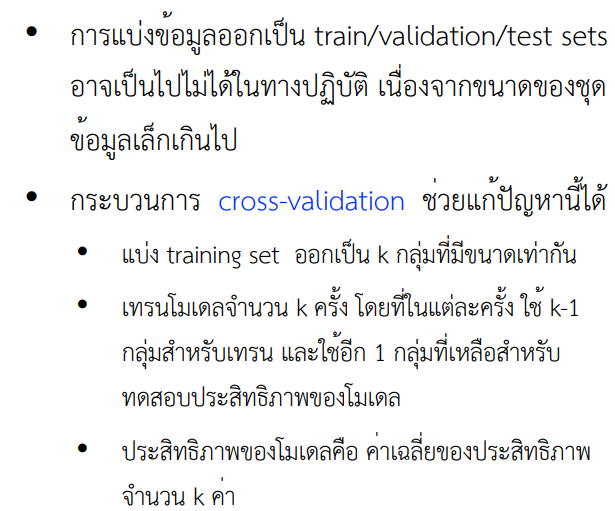 • การแบ่งข้อมูลออกเป็น train/validation/test sets
อาจเป็นไปไม่ได้ในทางปฏิบัติ เนื่องจากขนาดของชุด
ข้อมูลเล็กเกินไป
• กระบวนการ cross-validation ช่วยแก้ปัญหานี้ได้
• แบ่ง training set ออกเป็น k กลุ่มที่มีขนาดเท่ากัน
• เทรนโมเดลจำนวน k ครั้ง โดยที่ในแต่ละครั้ง ใช้ k-1
กลุ่มสำหรับเทรน และใช้อีก 1 กลุ่มที่เหลือสำหรับ
ทดสอบประสิทธิภาพของโมเดล
• ประสิทธิภาพของโมเดลคือ ค่าเฉลี่ยของประสิทธิภาพ
จำนวน k ค่า